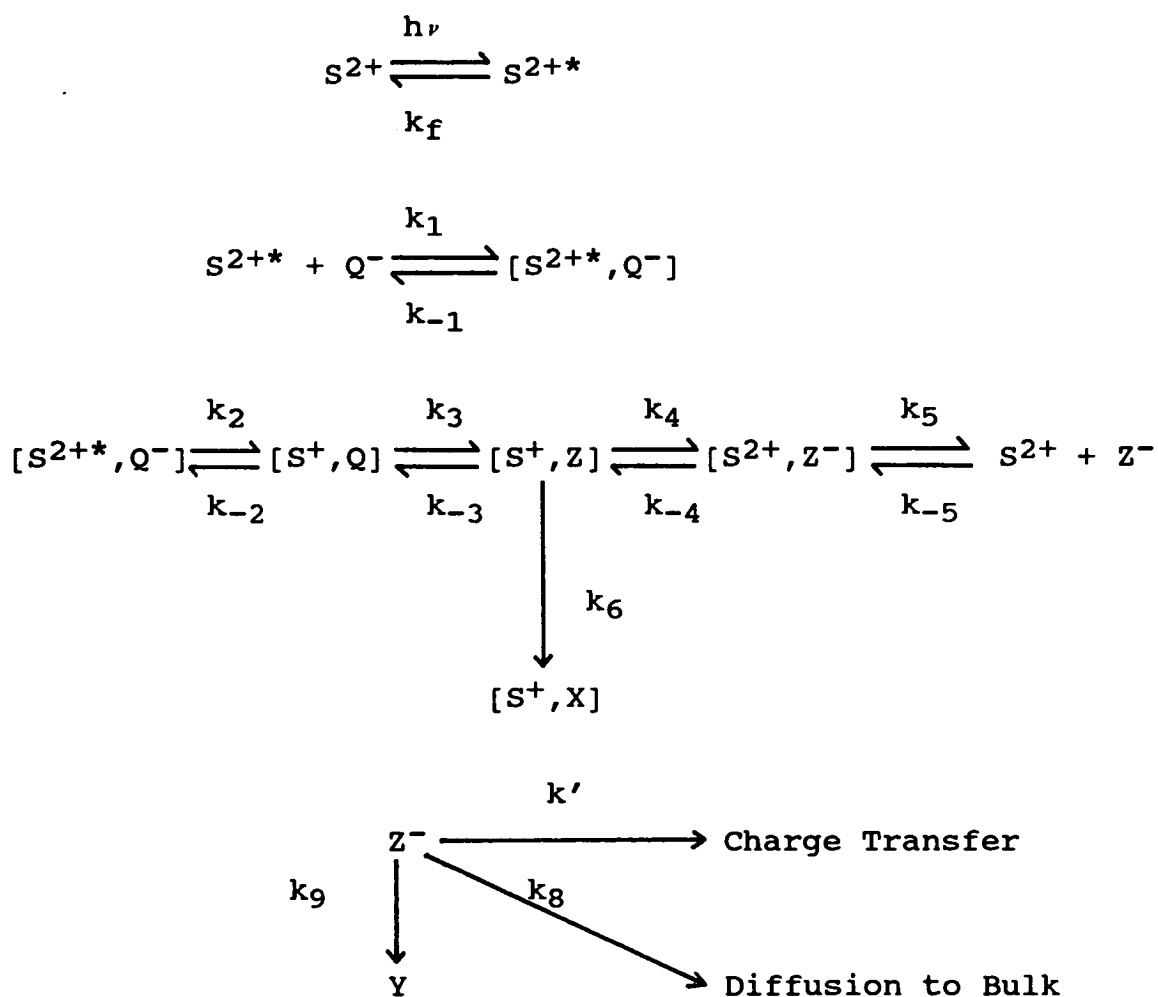 hν
S²⁺ ⇌ S²⁺*
k_f
k₁
S²⁺* + Q⁻ ⇌ [S²⁺*,Q⁻]
k₋₁
k₂ k₃ k₄ k₅
[S²⁺*,Q⁻] ⇌ [S⁺,Q] ⇌ [S⁺,Z] ⇌ [S²⁺,Z⁻] ⇌ S²⁺ + Z⁻
k₋₂ k₋₃ k₋₄ k₋₅
k₆
[S⁺,X]
k′
Z⁻ → Charge Transfer
k₉ k₈
Y Diffusion to Bulk